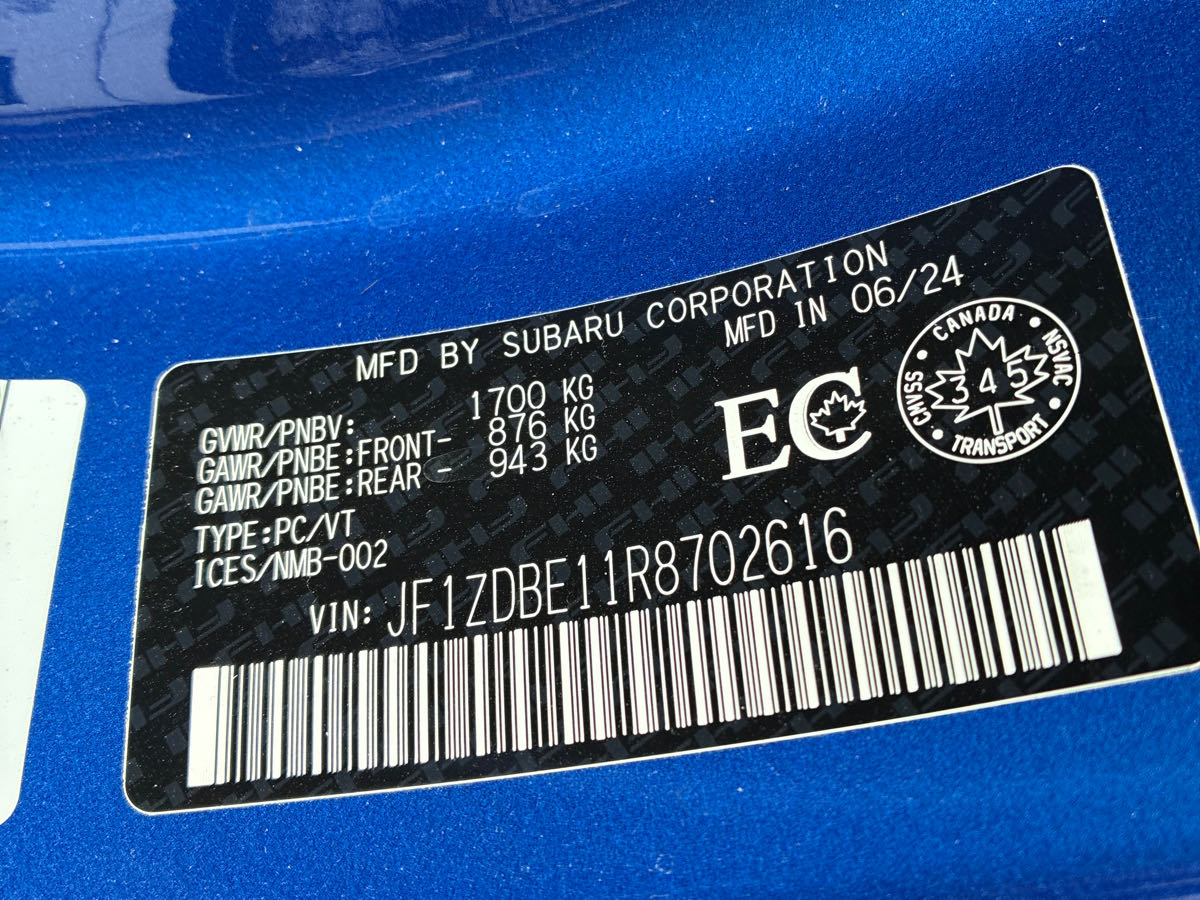 MFD BY SUBARU CORPORATION
MFD IN 06/24
GVWR/PNBV: 1700 KG
GAWR/PNBE:FRONT- 876 KG
GAWR/PNBE:REAR - 943 KG
TYPE:PC/VT
ICES/NMB-002
EC
CANADA
NSVAC
TRANSPORT
CMVSS
345
VIN: JF1ZDBE11R8702616